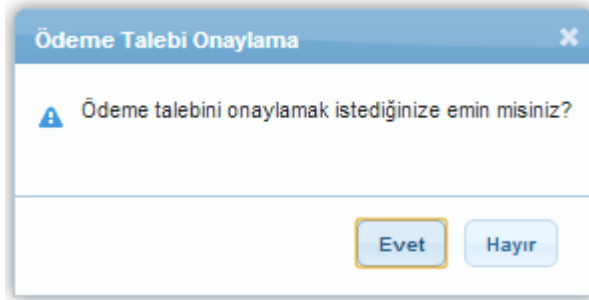 Ödeme Talebi Onaylama
Ödeme talebini onaylamak istediğinize emin misiniz?
Evet
Hayır